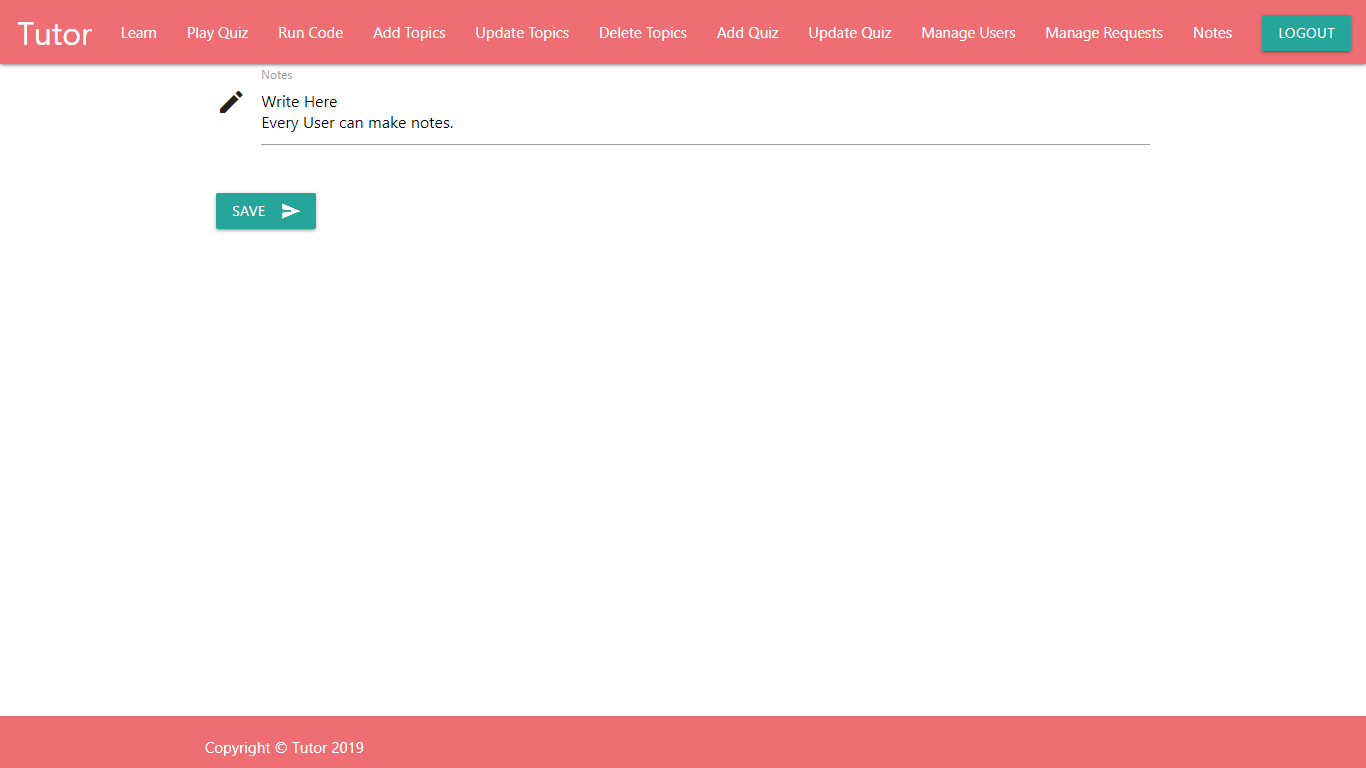 Tutor Learn Play Quiz Run Code Add Topics Update Topics Delete Topics Add Quiz Update Quiz Manage Users Manage Requests Notes LOGOUT
Notes
Write Here
Every User can make notes.
SAVE
Copyright © Tutor 2019